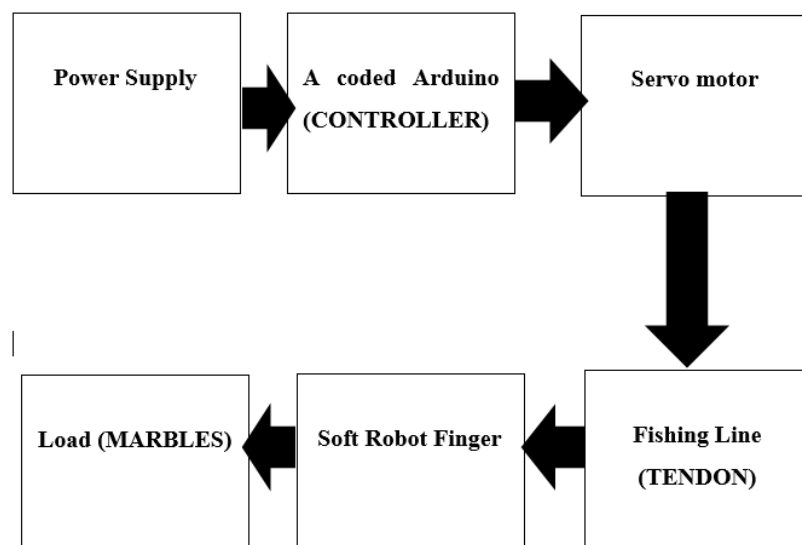 Power Supply
A coded Arduino
(CONTROLLER)
Servo motor
Fishing Line
(TENDON)
Soft Robot Finger
Load (MARBLES)